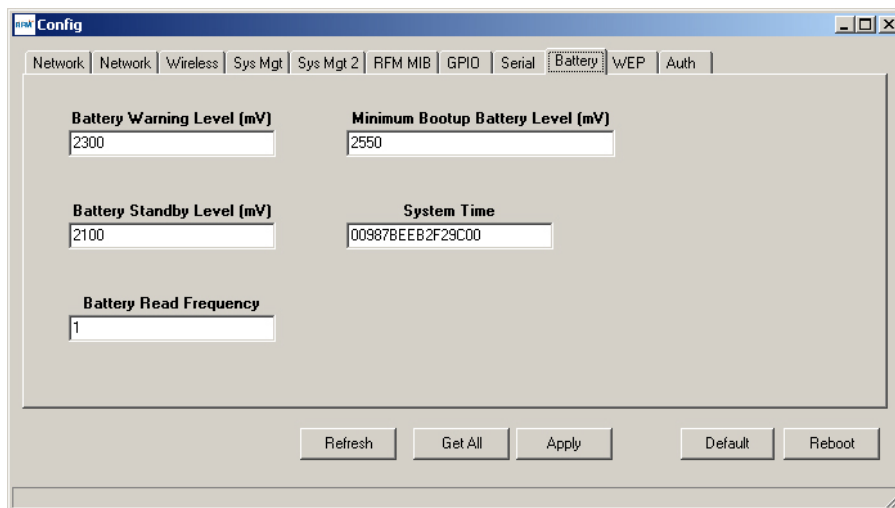 RFM Config
Network Network Wireless Sys Mgt Sys Mgt 2 RFM MIB GPIO Serial Battery WEP Auth
Battery Warning Level (mV) Minimum Bootup Battery Level (mV)
2300 2550
Battery Standby Level (mV) System Time
2100 00987BEEB2F29C00
Battery Read Frequency
1
Refresh Get All Apply Default Reboot